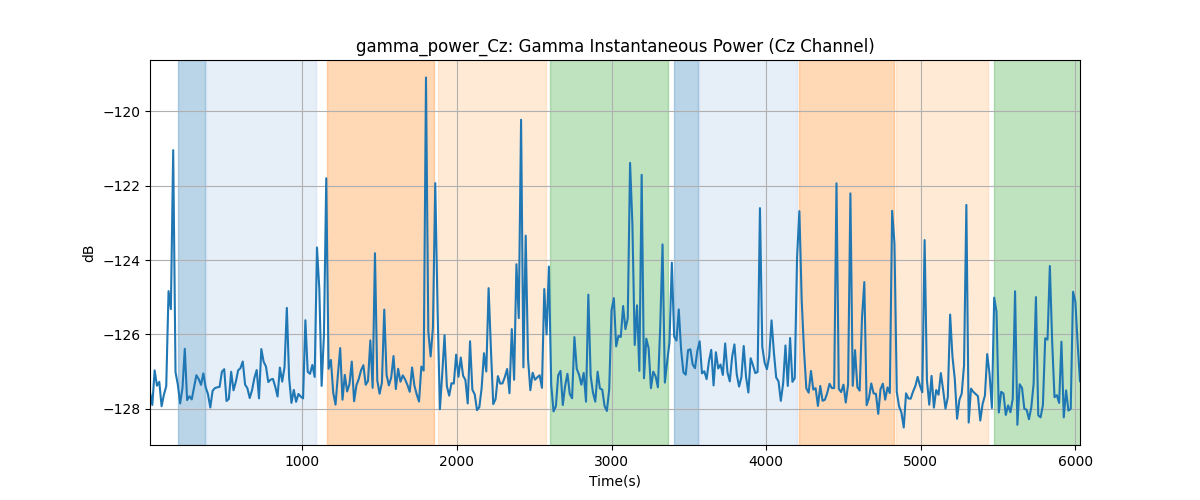 gamma_power_Cz: Gamma Instantaneous Power (Cz Channel)
−120
−122
−124
−126
−128
dB
1000 2000 3000 4000 5000 6000
Time(s)